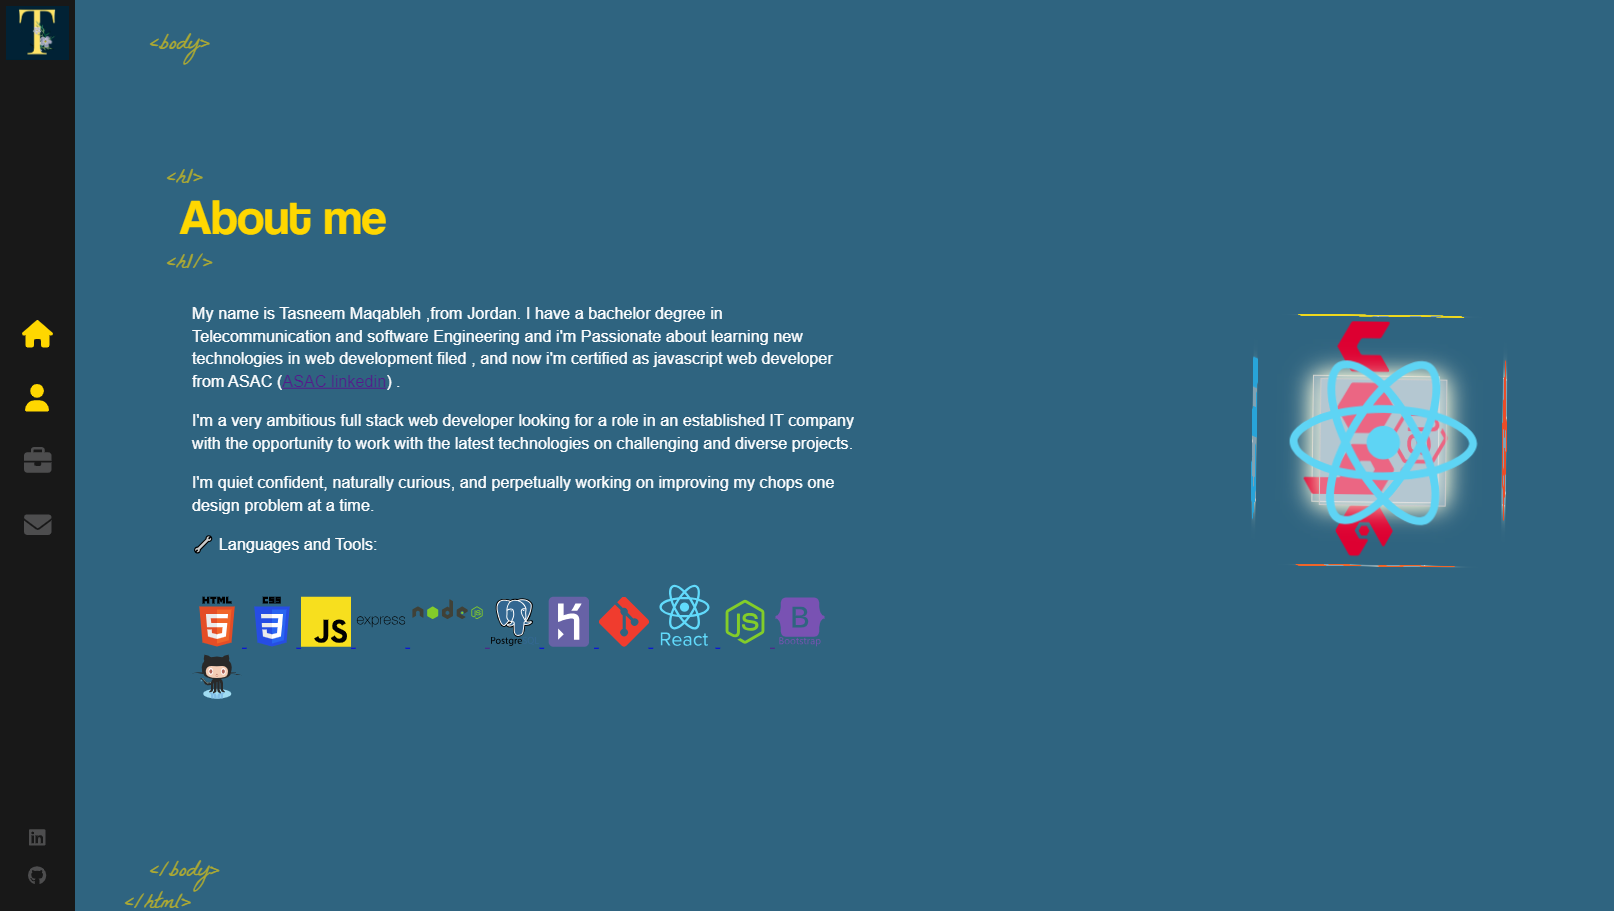 T
<body>
<h1>
About me
<h1/>
My name is Tasneem Maqableh ,from Jordan. I have a bachelor degree in
Telecommunication and software Engineering and i'm Passionate about learning new
technologies in web development filed , and now i'm certified as javascript web developer
from ASAC (ASAC linkedin) .
I'm a very ambitious full stack web developer looking for a role in an established IT company
with the opportunity to work with the latest technologies on challenging and diverse projects.
I'm quiet confident, naturally curious, and perpetually working on improving my chops one
design problem at a time.
Languages and Tools:
HTML 5 CSS 3 JS express node JS Postgre React JS B Bootstrap
</body>
</html>